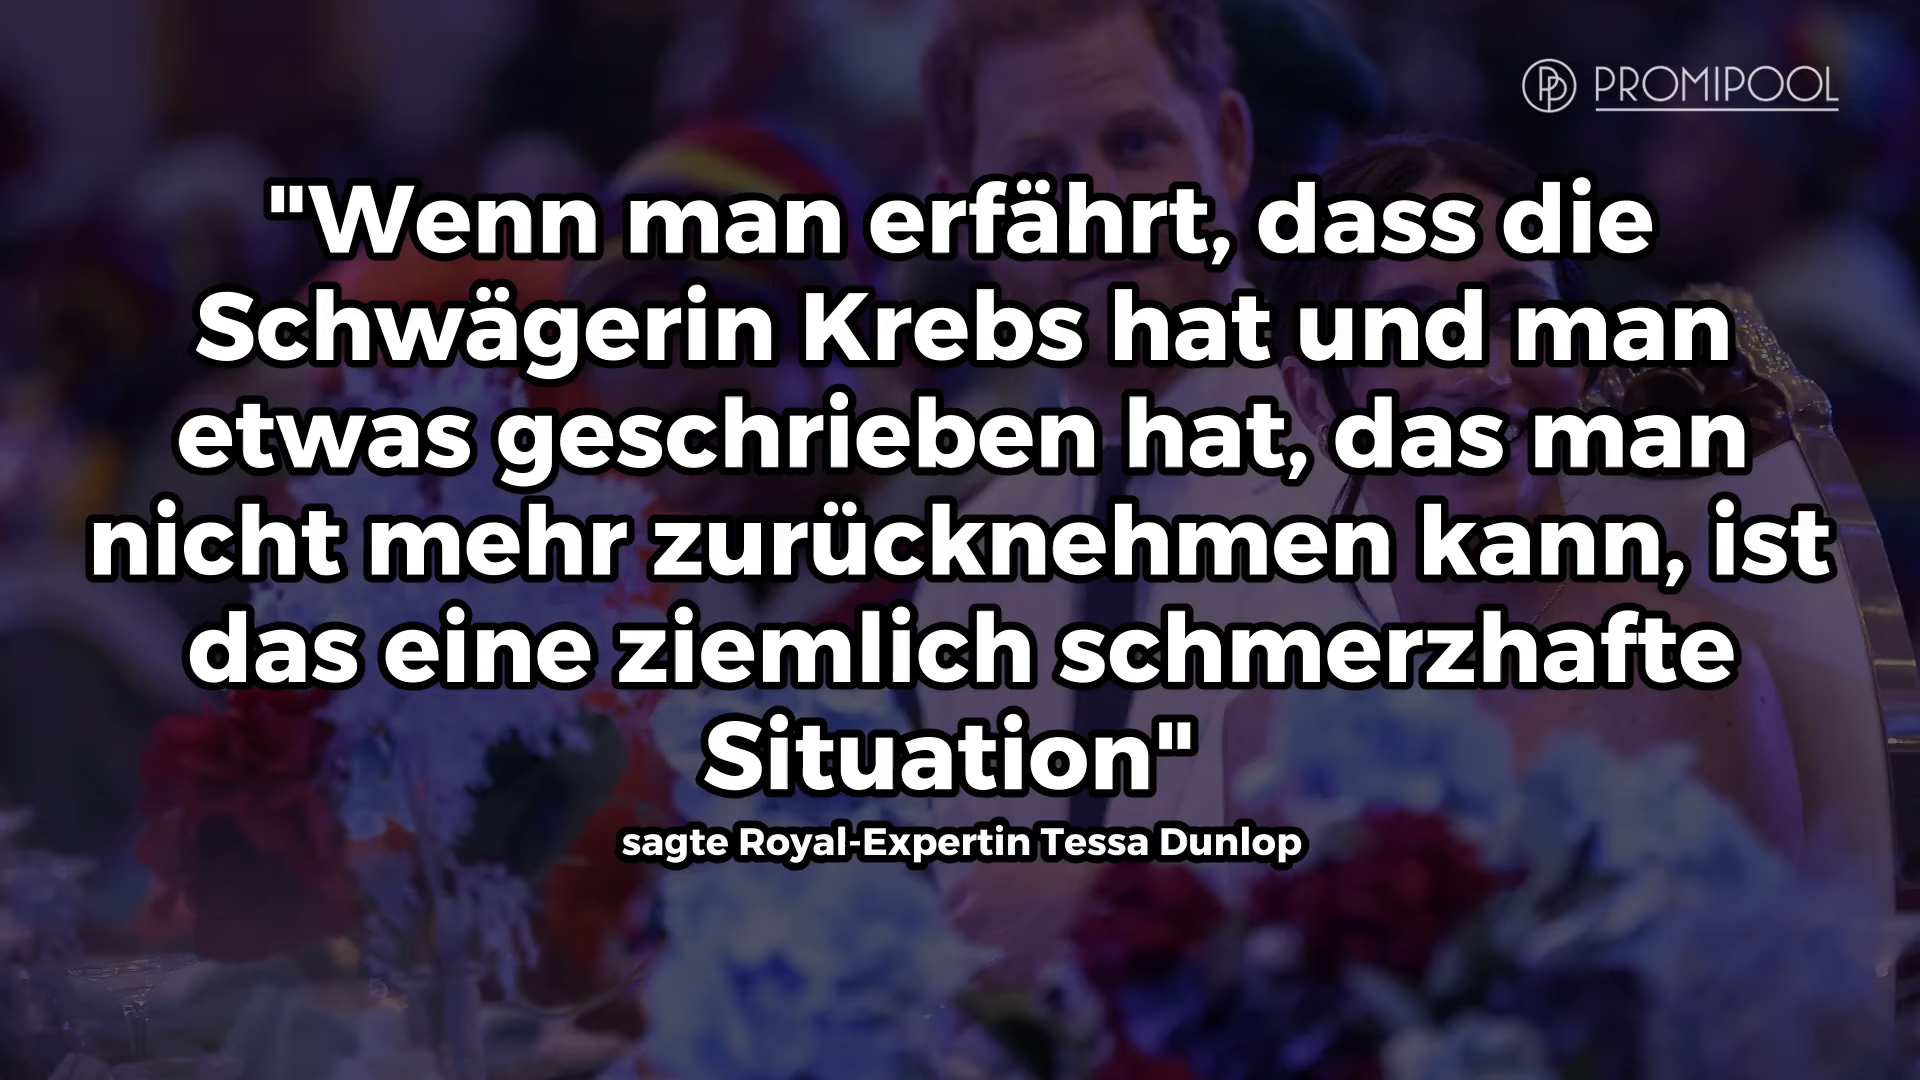 PROMIPOOL
"Wenn man erfährt, dass die
Schwägerin Krebs hat und man
etwas geschrieben hat, das man
nicht mehr zurücknehmen kann, ist
das eine ziemlich schmerzhafte
Situation"
sagte Royal-Expertin Tessa Dunlop